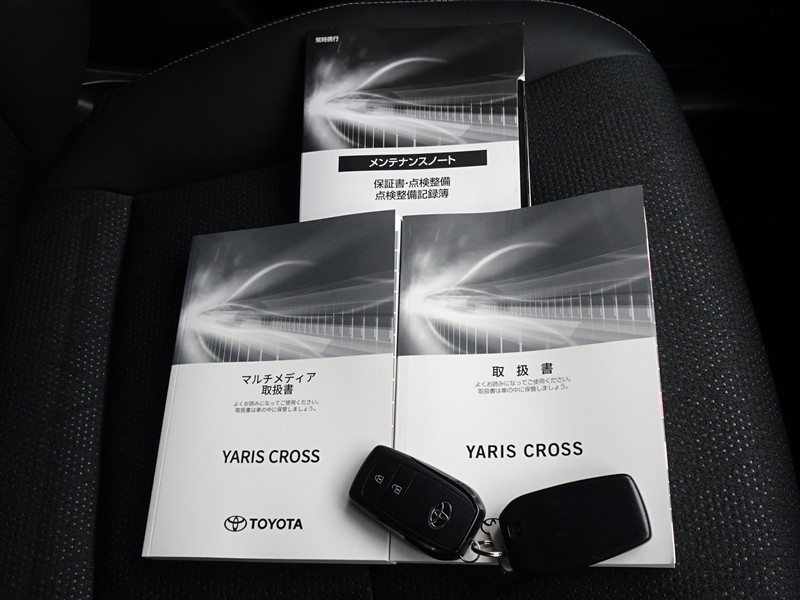 常時携行
メンテナンスノート
保証書・点検整備
点検整備記録簿
マルチメディア
取扱書
よくお読みになってご使用ください。
取扱書は車の中に保管しましょう。
YARIS CROSS
TOYOTA
取扱書
よくお読みになってご使用ください。
取扱書は車の中に保管しましょう。
YARIS CROSS